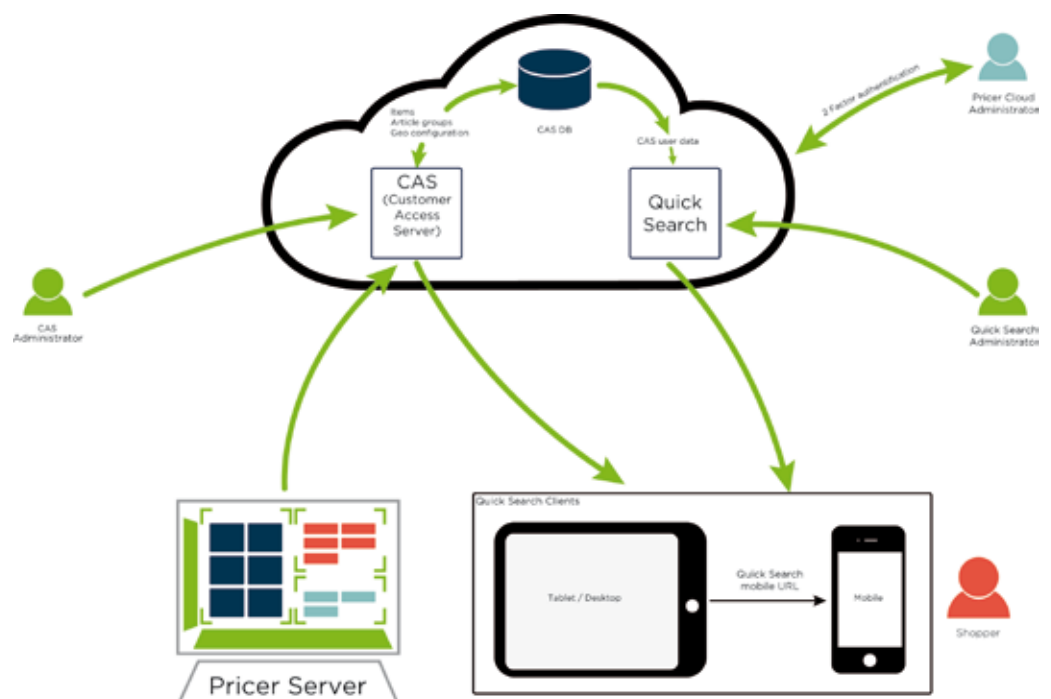 Pricer Cloud
Administrator
2 Factor authentification
Items
Article groups
Geo configuration
CAS DB
CAS user data
CAS
(Customer
Access
Server)
Quick
Search
CAS
Administrator
Quick Search
Administrator
Quick Search Clients
Tablet / Desktop
Quick Search
mobile URL
Mobile
Shopper
Pricer Server